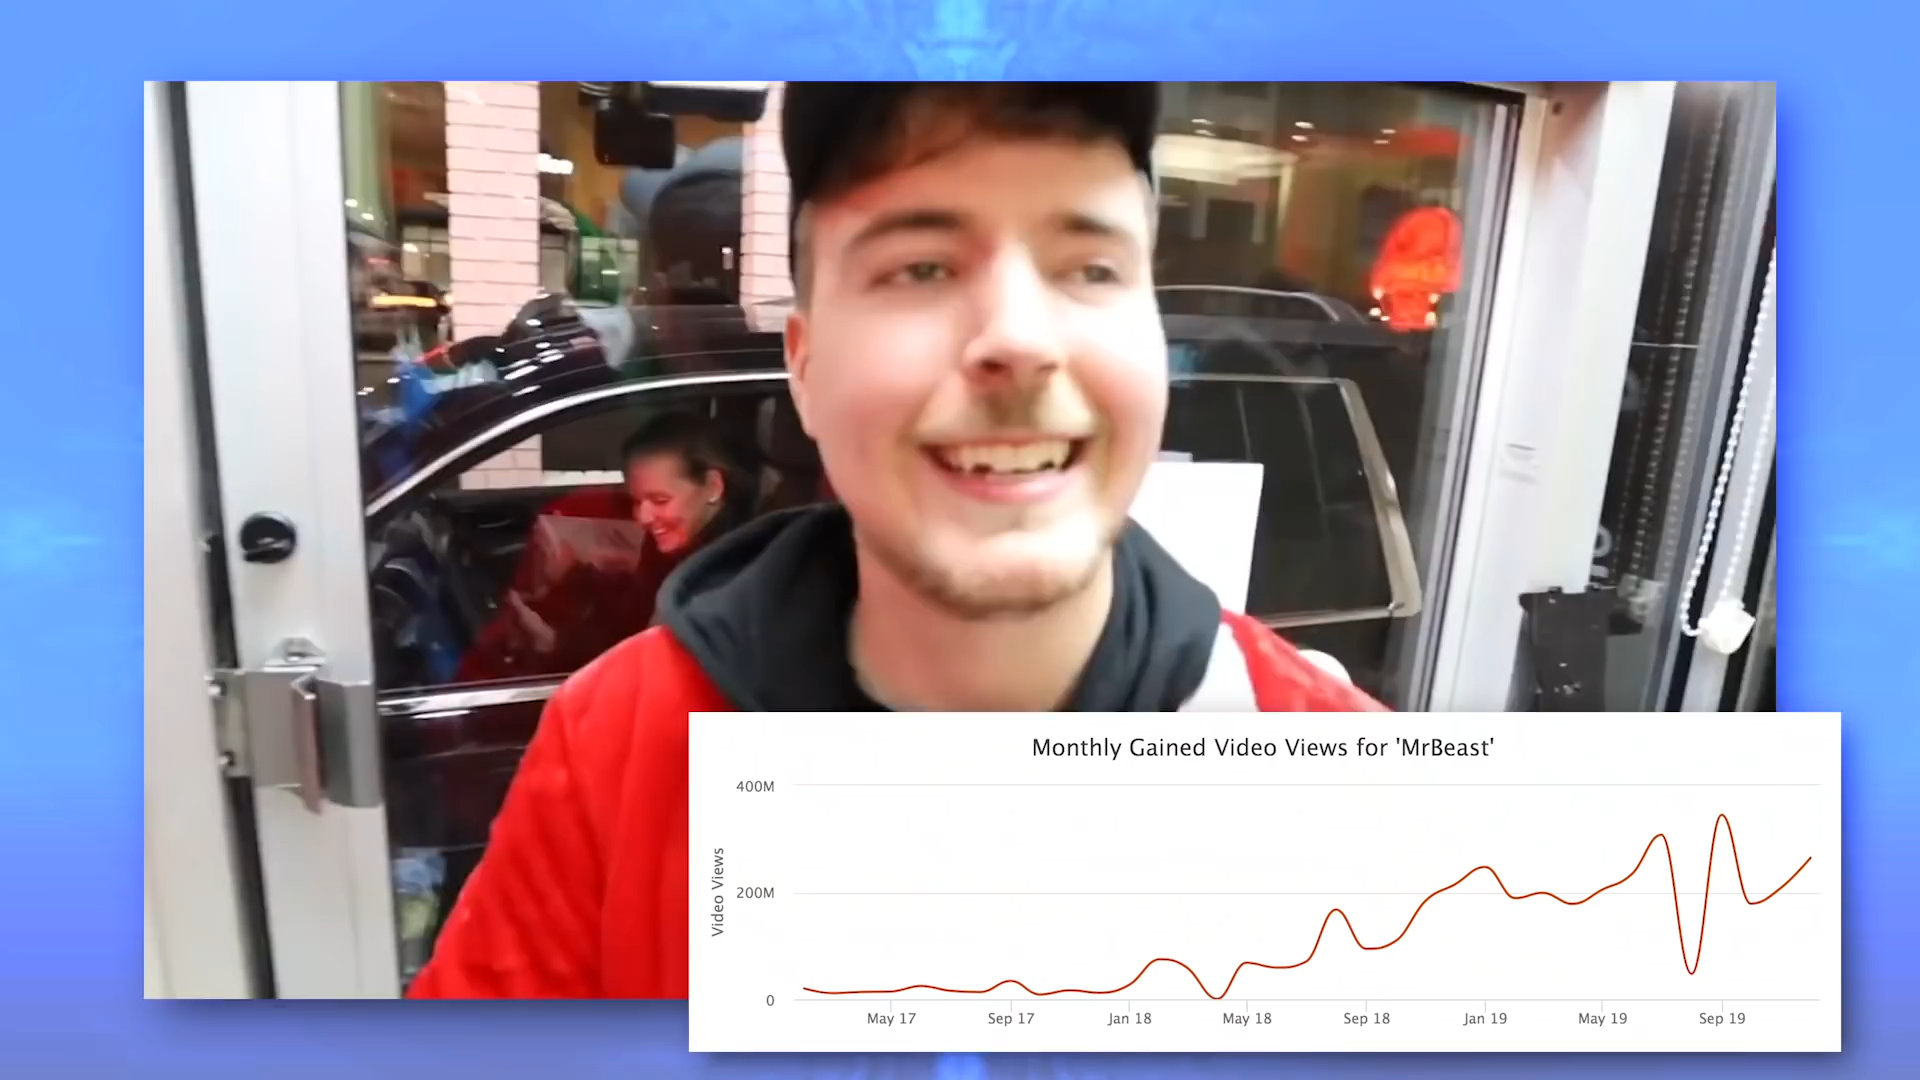 Monthly Gained Video Views for 'MrBeast'
400M
200M
0
Video Views
May 17
Sep 17
Jan 18
May 18
Sep 18
Jan 19
May 19
Sep 19